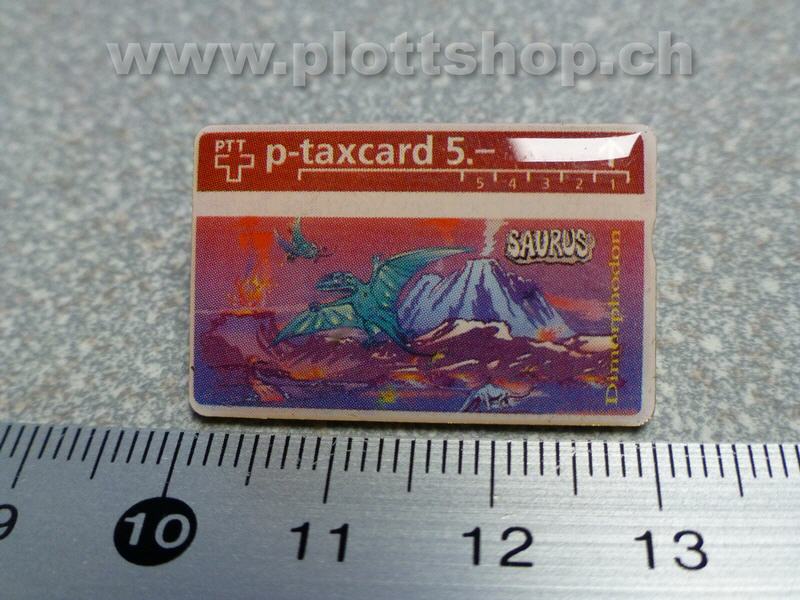 www.plottshop.ch
PTT
p-taxcard 5.–
5 4 3 2 1
SAURUS
Dimorphodon
9 10 11 12 13